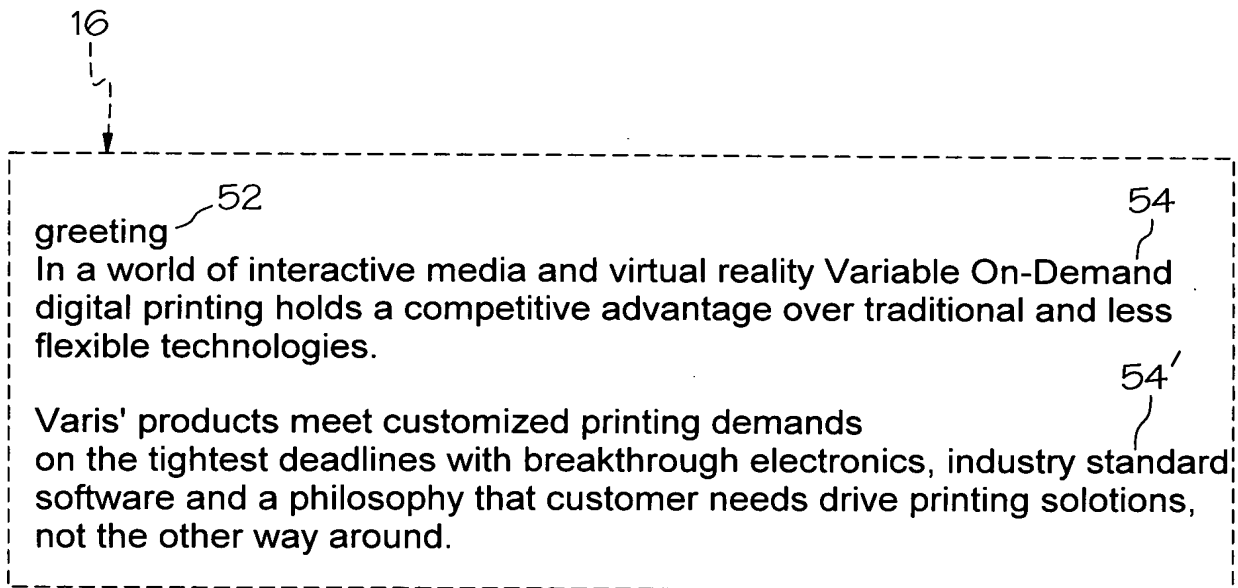 16
52
54
greeting
In a world of interactive media and virtual reality Variable On-Demand
digital printing holds a competitive advantage over traditional and less
flexible technologies.
54'
Varis' products meet customized printing demands
on the tightest deadlines with breakthrough electronics, industry standard
software and a philosophy that customer needs drive printing solotions,
not the other way around.